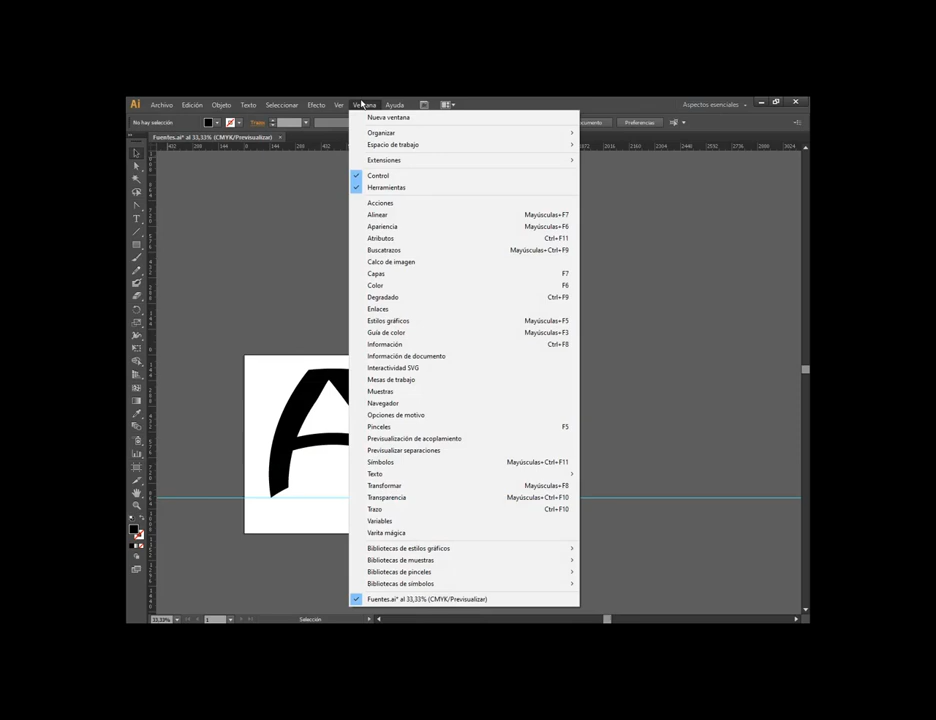 Ai Archivo Edición Objeto Texto Seleccionar Efecto Ver Ventana Ayuda Aspectos esenciales
No hay selección Trazo: Preferencias
Fuentes.ai* al 33,33% (CMYK/Previsualizar) ×
Nueva ventana
Organizar
Espacio de trabajo
Extensiones
Control
Herramientas
Acciones
Alinear Mayúsculas+F7
Apariencia Mayúsculas+F6
Atributos Ctrl+F11
Buscatrazos Mayúsculas+Ctrl+F9
Calco de imagen
Capas F7
Color F6
Degradado Ctrl+F9
Enlaces
Estilos gráficos Mayúsculas+F5
Guía de color Mayúsculas+F3
Información Ctrl+F8
Información de documento
Interactividad SVG
Mesas de trabajo
Muestras
Navegador
Opciones de motivo
Pinceles F5
Previsualización de acoplamiento
Previsualizar separaciones
Símbolos Mayúsculas+Ctrl+F11
Texto
Transformar Mayúsculas+F8
Transparencia Mayúsculas+Ctrl+F10
Trazo Ctrl+F10
Variables
Varita mágica
Bibliotecas de estilos gráficos
Bibliotecas de muestras
Bibliotecas de pinceles
Bibliotecas de símbolos
Fuentes.ai* al 33,33% (CMYK/Previsualizar)
A
33,33% 1 Selección